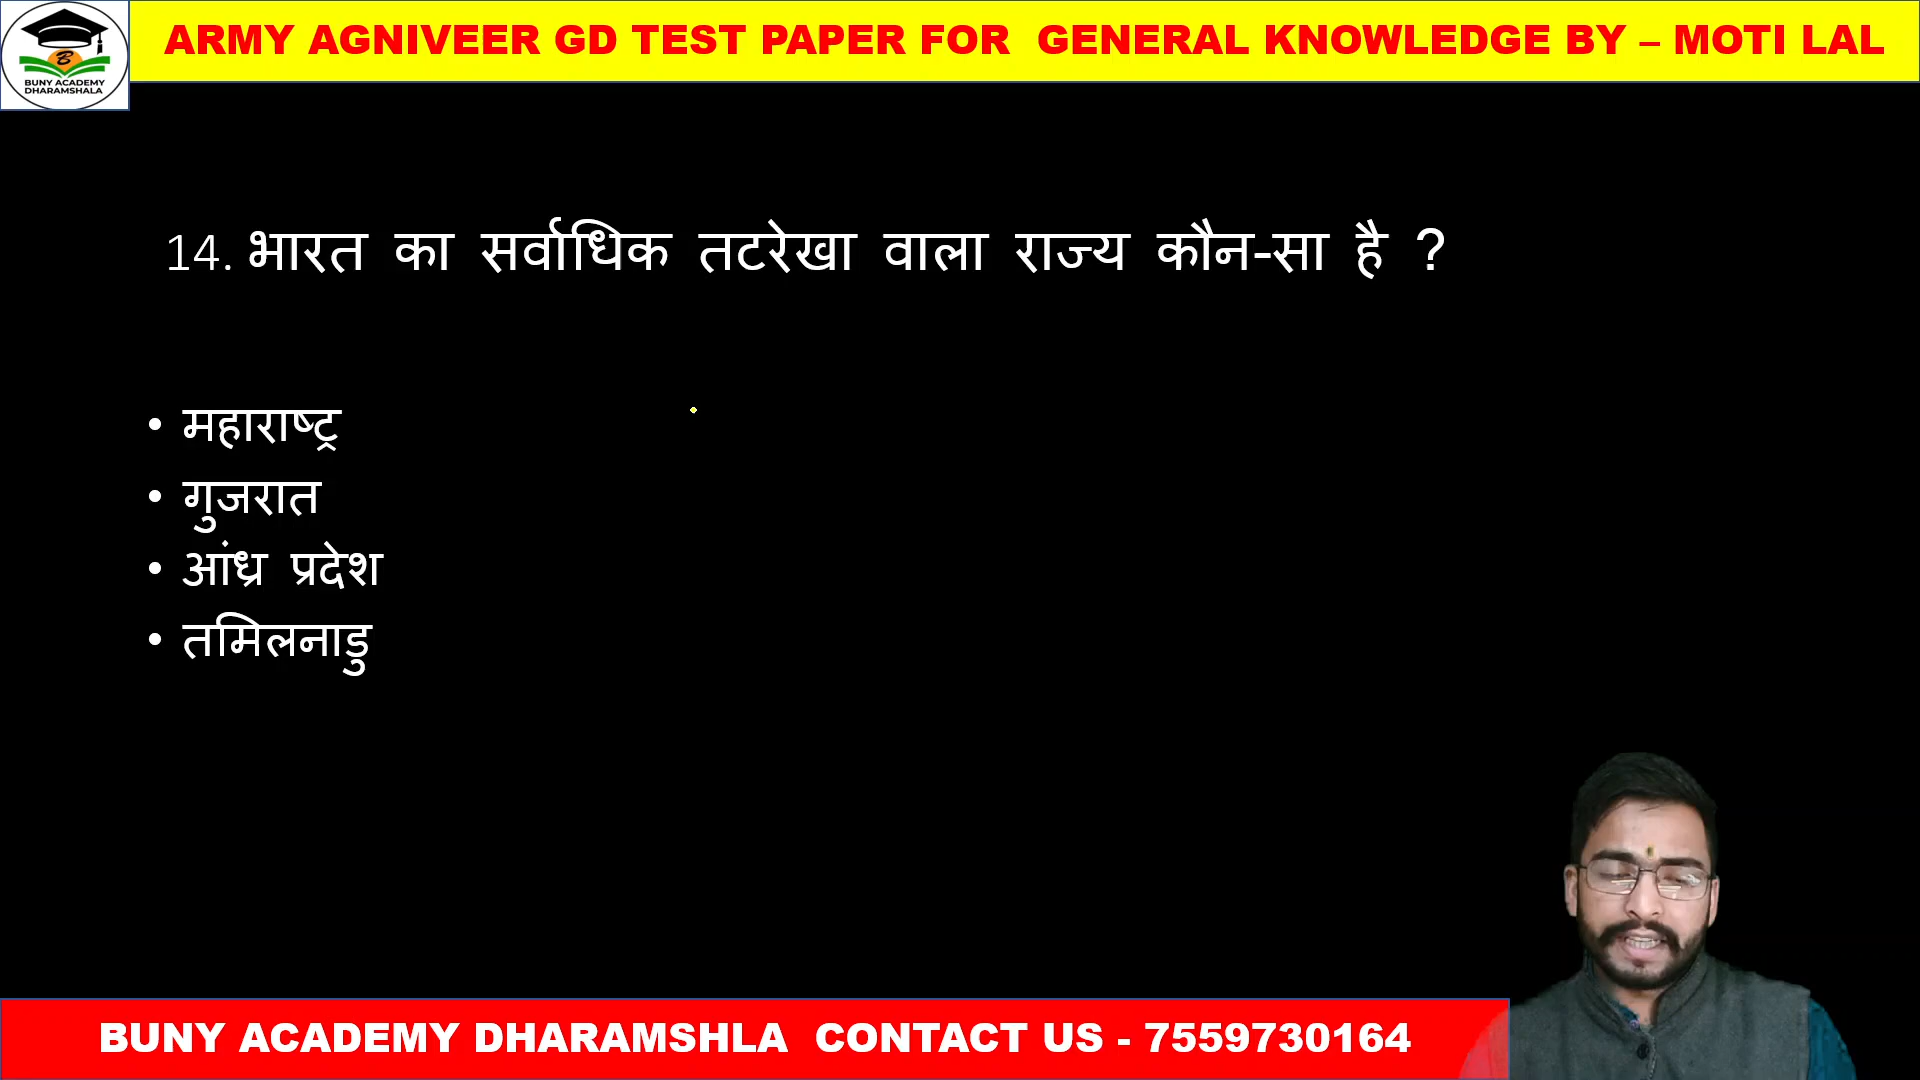 ARMY AGNIVEER GD TEST PAPER FOR GENERAL KNOWLEDGE BY – MOTI LAL
B
BUNY ACADEMY
DHARAMSHALA
14. भारत का सर्वाधिक तटरेखा वाला राज्य कौन-सा है ?
• महाराष्ट्र
• गुजरात
• आंध्र प्रदेश
• तमिलनाडु
BUNY ACADEMY DHARAMSHLA CONTACT US - 7559730164